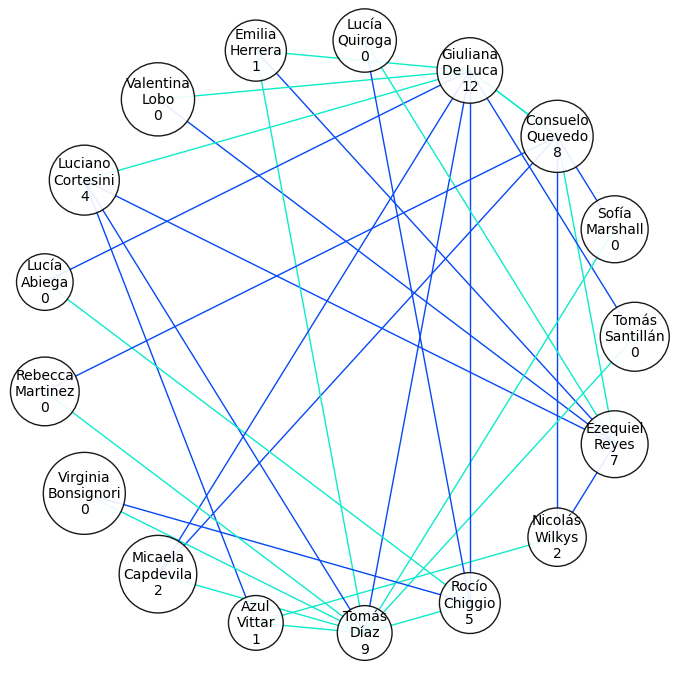 Lucía
Quiroga
0
Emilia
Herrera
1
Giuliana
De Luca
12
Valentina
Lobo
0
Consuelo
Quevedo
8
Luciano
Cortesini
4
Sofía
Marshall
0
Lucía
Abiega
0
Tomás
Santillán
0
Rebecca
Martinez
0
Ezequiel
Reyes
7
Virginia
Bonsignori
0
Nicolás
Wilkys
2
Micaela
Capdevila
2
Rocío
Chiggio
5
Azul
Vittar
1
Tomás
Díaz
9